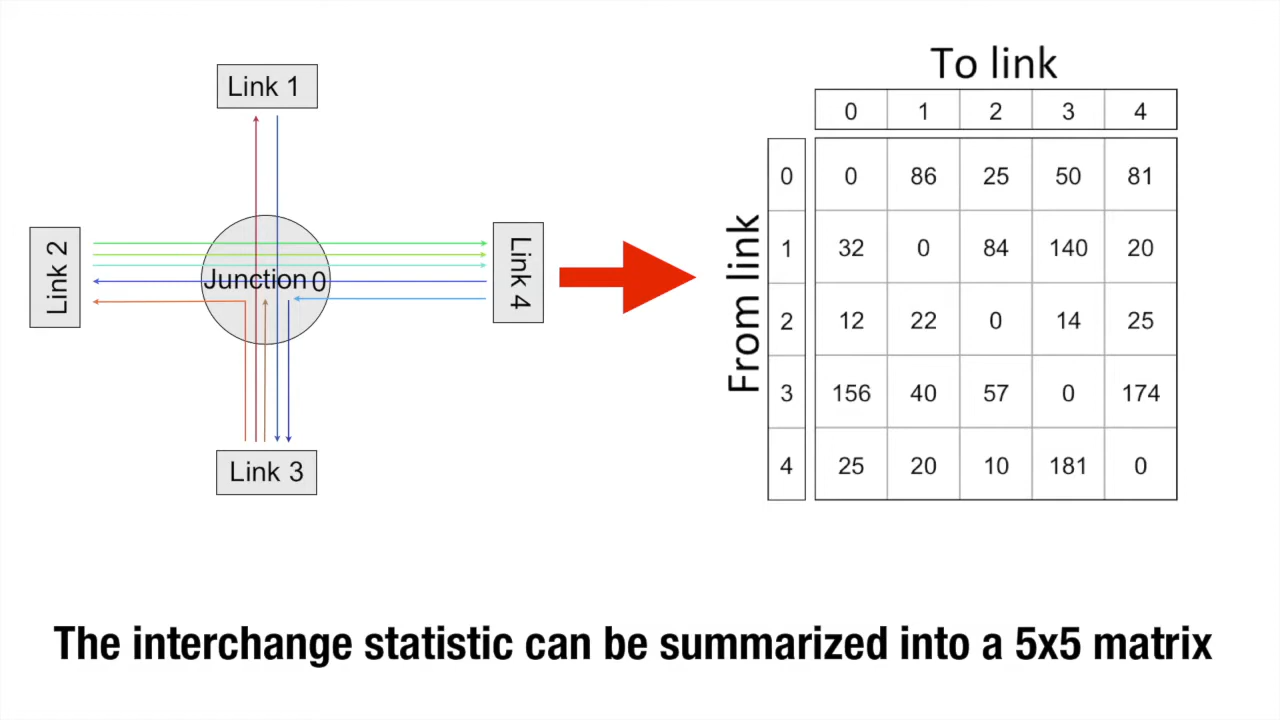 Link 1
Link 2
Junction 0
Link 4
Link 3
To link
0 1 2 3 4
From link
0 0 86 25 50 81
1 32 0 84 140 20
2 12 22 0 14 25
3 156 40 57 0 174
4 25 20 10 181 0
The interchange statistic can be summarized into a 5x5 matrix